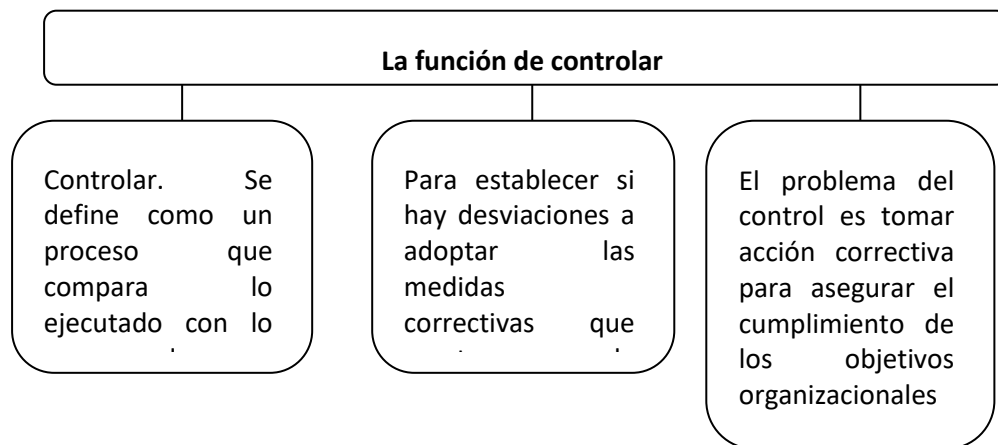 La función de controlar
Controlar. Se
define como un
proceso que
compara lo
ejecutado con lo
Para establecer si
hay desviaciones a
adoptar las
medidas
correctivas que
El problema del
control es tomar
acción correctiva
para asegurar el
cumplimiento de
los objetivos
organizacionales